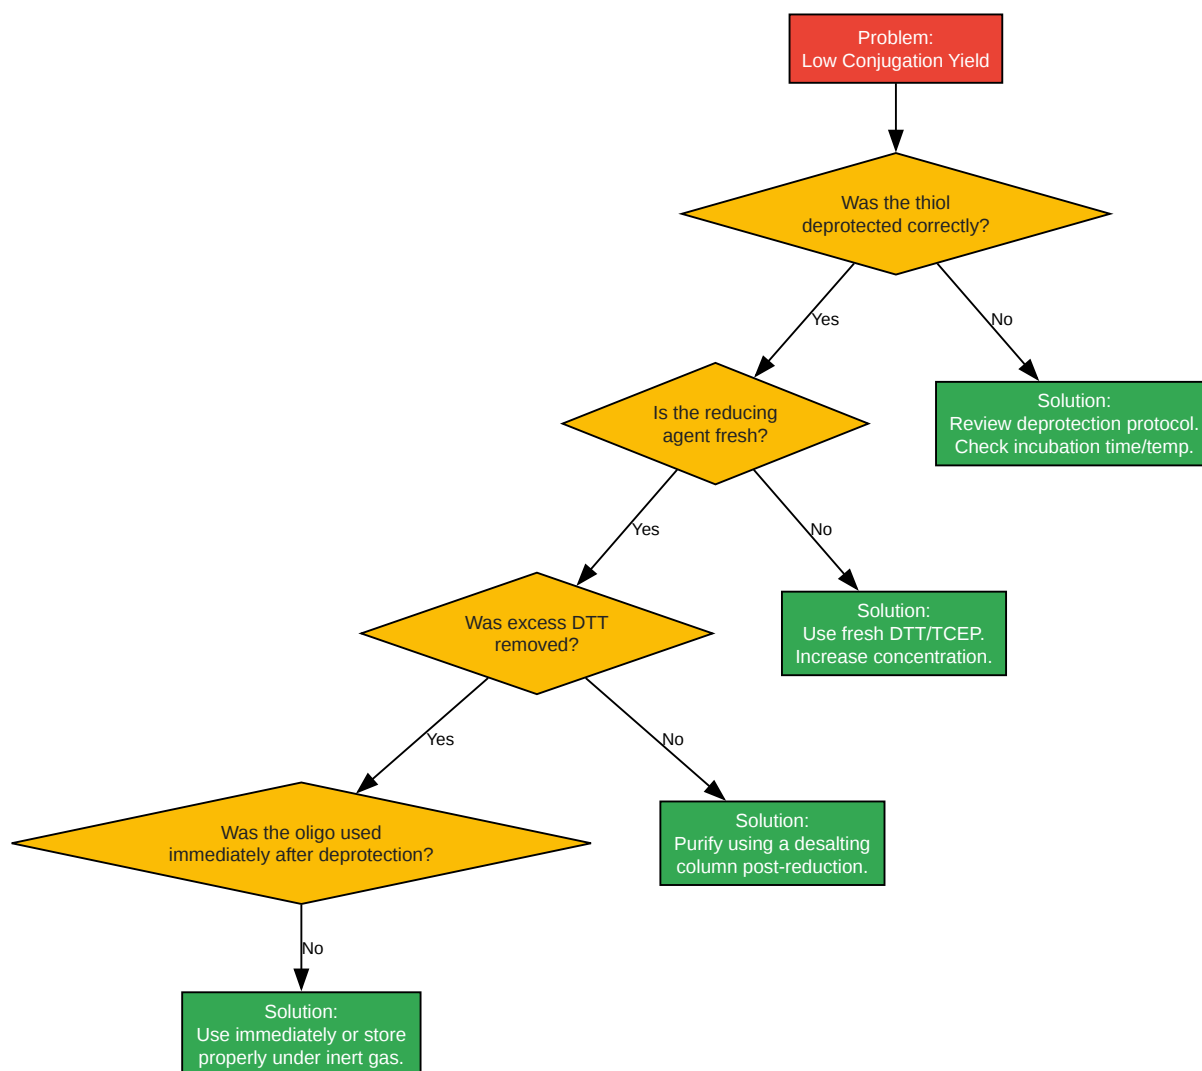 Problem:
Low Conjugation Yield
Was the thiol
deprotected correctly?
Yes
No
Is the reducing
agent fresh?
Solution:
Review deprotection protocol.
Check incubation time/temp.
Yes
No
Was excess DTT
removed?
Solution:
Use fresh DTT/TCEP.
Increase concentration.
Yes
No
Was the oligo used
immediately after deprotection?
Solution:
Purify using a desalting
column post-reduction.
No
Solution:
Use immediately or store
properly under inert gas.